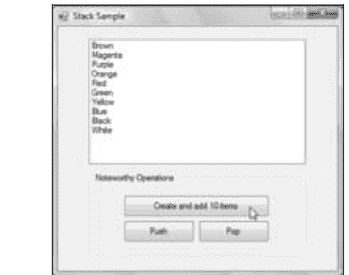 Stack Sample
Brown
Magenta
Purple
Orange
Red
Green
Yellow
Blue
Black
White
Noteworthy Operations
Create and add 10 items
Push
Pop